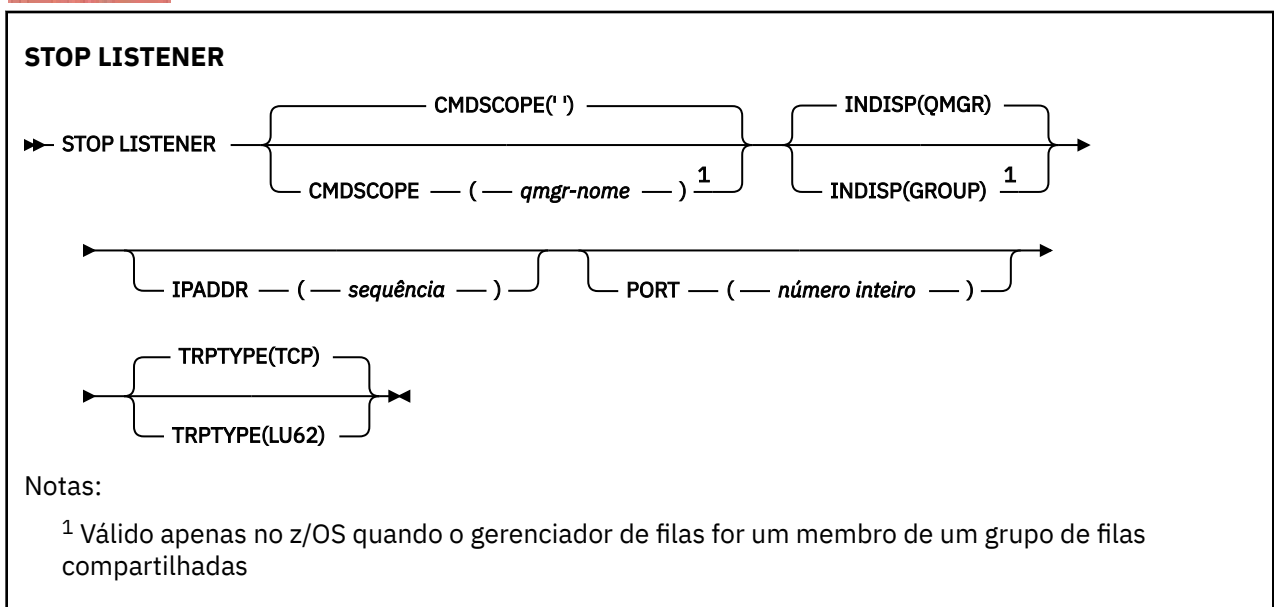 STOP LISTENER
CMDSCOPE(' ')
INDISP(QMGR)
STOP LISTENER
CMDSCOPE ( qmgr-nome ) 1
INDISP(GROUP) 1
IPADDR ( sequência )
PORT ( número inteiro )
TRPTYPE(TCP)
TRPTYPE(LU62)
Notas:
1 Válido apenas no z/OS quando o gerenciador de filas for um membro de um grupo de filas
compartilhadas